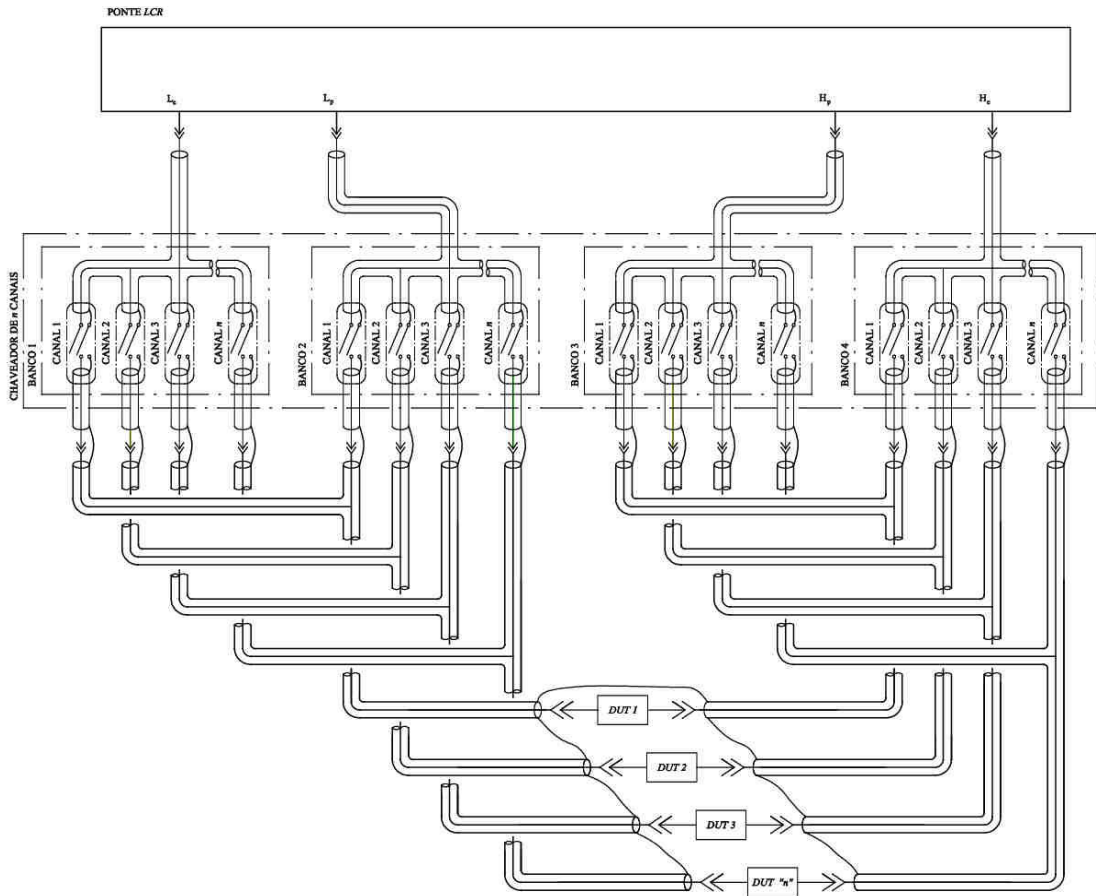 PONTE LCR
Lc
Lp
Hp
Hc
CHAVEADOR DE n CANAIS
BANCO 1
CANAL 1
CANAL 2
CANAL 3
CANAL n
BANCO 2
CANAL 1
CANAL 2
CANAL 3
CANAL n
BANCO 3
CANAL 1
CANAL 2
CANAL 3
CANAL n
BANCO 4
CANAL 1
CANAL 2
CANAL 3
CANAL n
DUT 1
DUT 2
DUT 3
DUT "n"